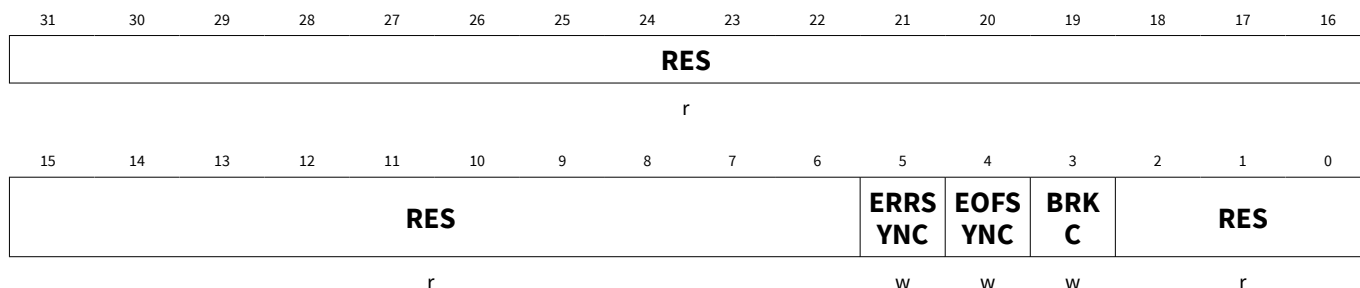 31 30 29 28 27 26 25 24 23 22 21 20 19 18 17 16
RES
r
15 14 13 12 11 10 9 8 7 6 5 4 3 2 1 0
RES ERRS EOFS BRK RES
YNC YNC C
r w w w r